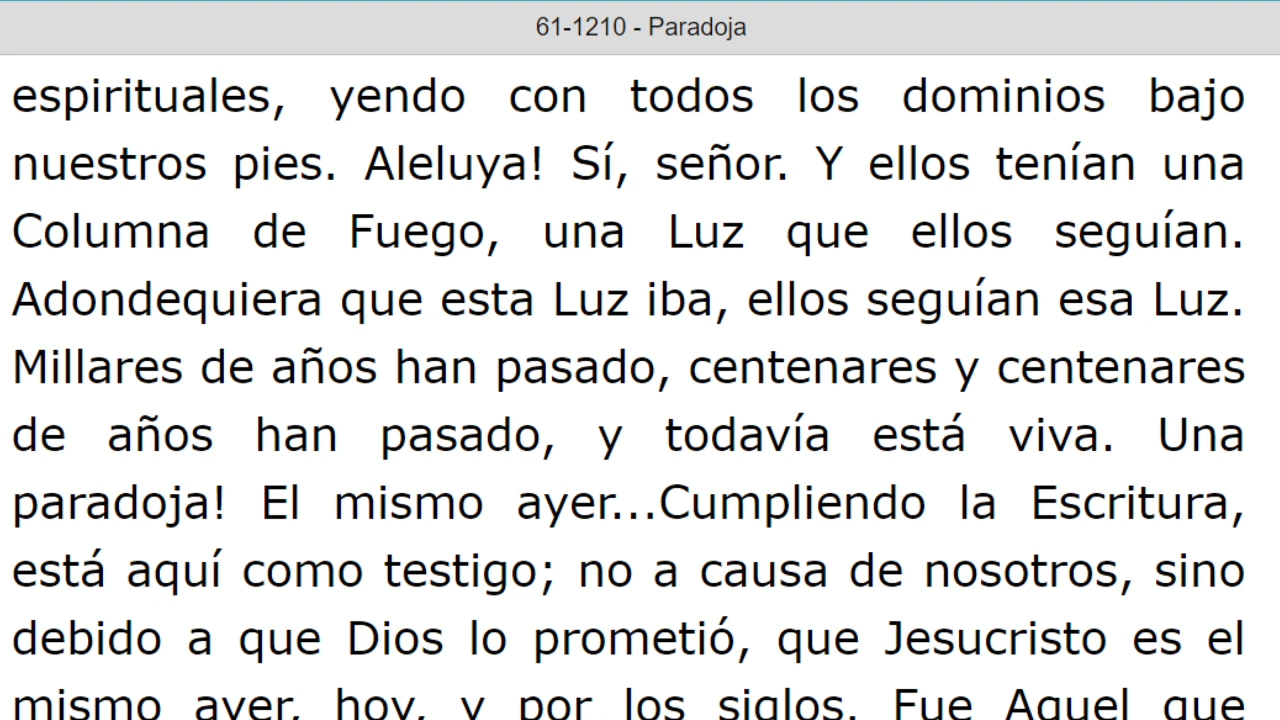 61-1210 - Paradoja
espirituales, yendo con todos los dominios bajo
nuestros pies. Aleluya! Sí, señor. Y ellos tenían una
Columna de Fuego, una Luz que ellos seguían.
Adondequiera que esta Luz iba, ellos seguían esa Luz.
Millares de años han pasado, centenares y centenares
de años han pasado, y todavía está viva. Una
paradoja! El mismo ayer...Cumpliendo la Escritura,
está aquí como testigo; no a causa de nosotros, sino
debido a que Dios lo prometió, que Jesucristo es el
mismo ayer, hoy, y por los siglos. Fue Aquel que